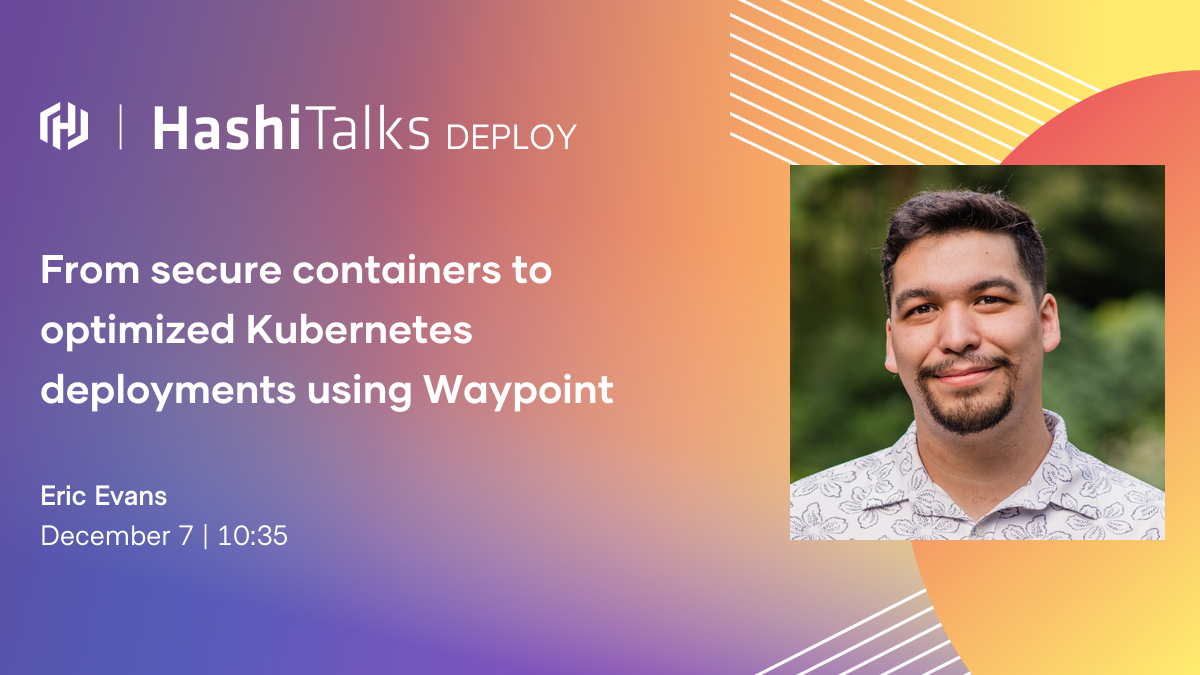 HashiTalks DEPLOY
From secure containers to
optimized Kubernetes
deployments using Waypoint
Eric Evans
December 7 | 10:35